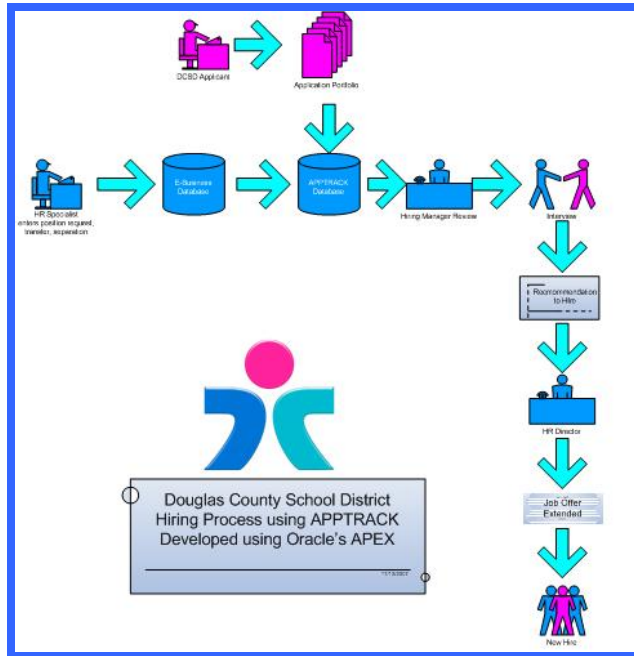 DCSD Applicant
Application Portfolio
E-Business
Database
APPTRACK
Database
HR Specialist
enters position required,
transfer, separation
Hiring Manager Review
Interview
Recommendation
to Hire
HR Director
Job Offer
Extended
New Hire
Douglas County School District
Hiring Process using APPTRACK
Developed using Oracle's APEX